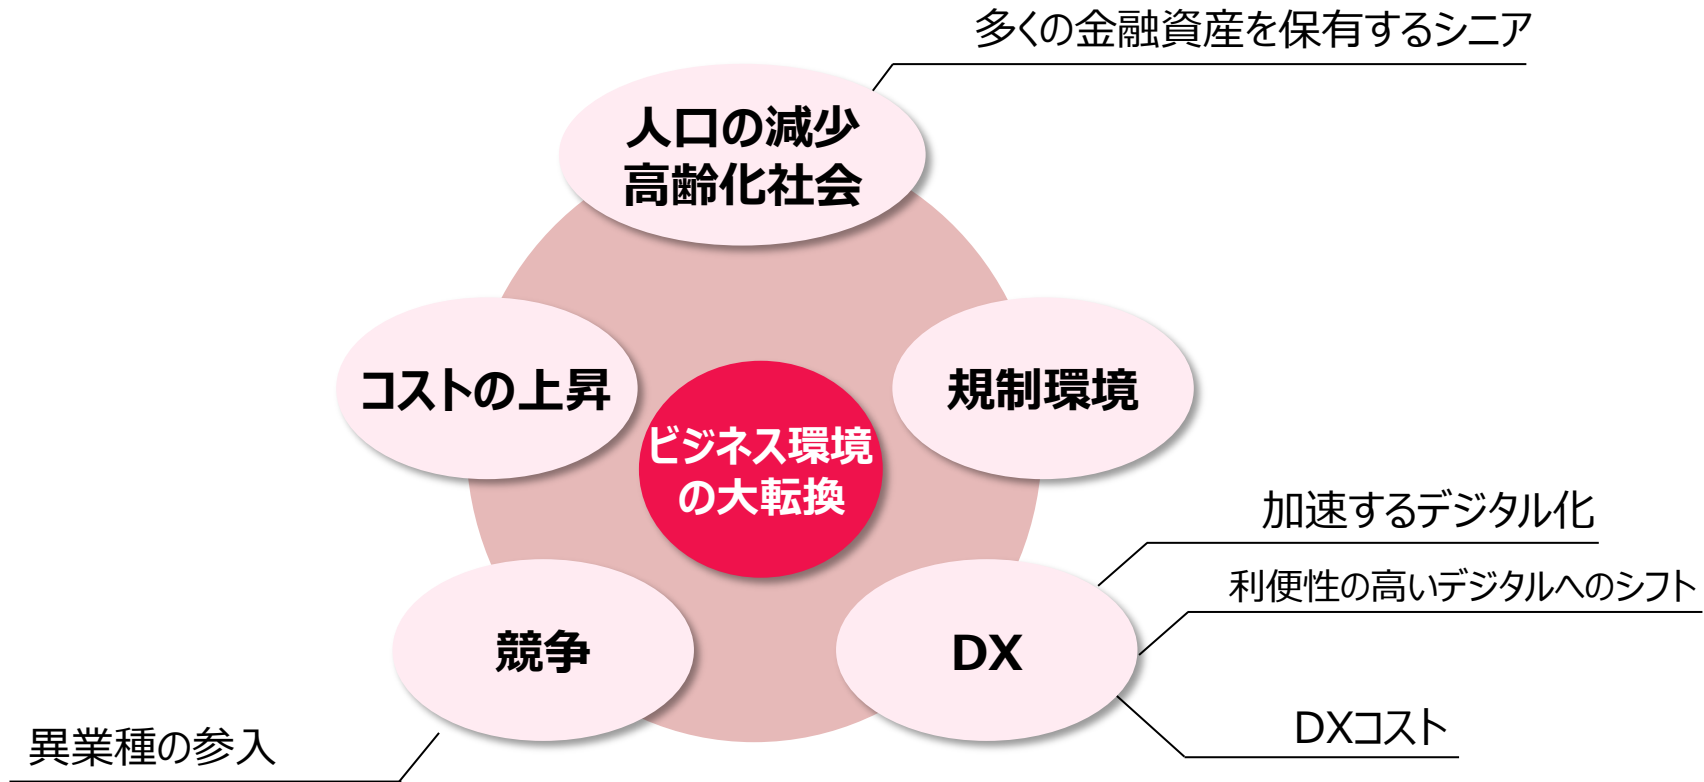 多くの金融資産を保有するシニア
人口の減少
高齢化社会
コストの上昇
規制環境
ビジネス環境
の大転換
加速するデジタル化
利便性の高いデジタルへのシフト
競争
DX
DXコスト
異業種の参入